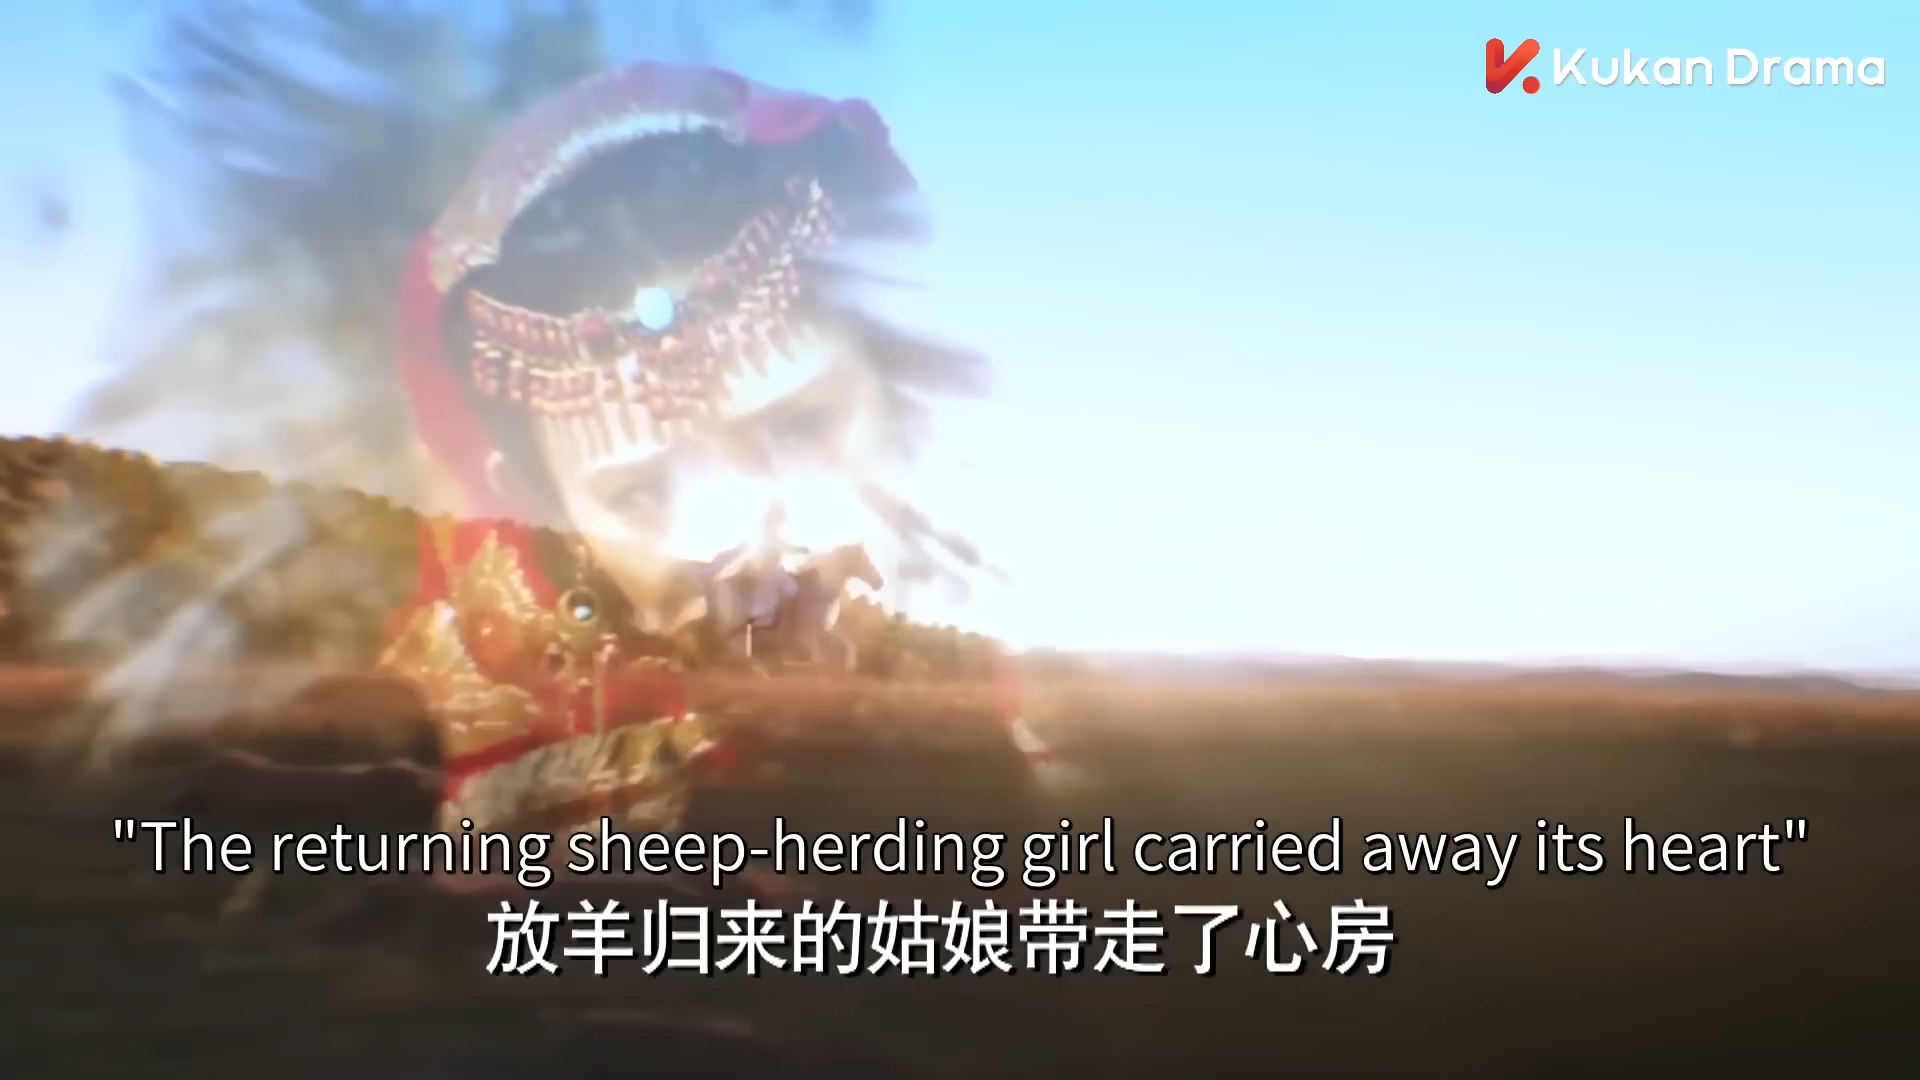 Kukan Drama
"The returning sheep-herding girl carried away its heart"
放羊归来的姑娘带走了心房